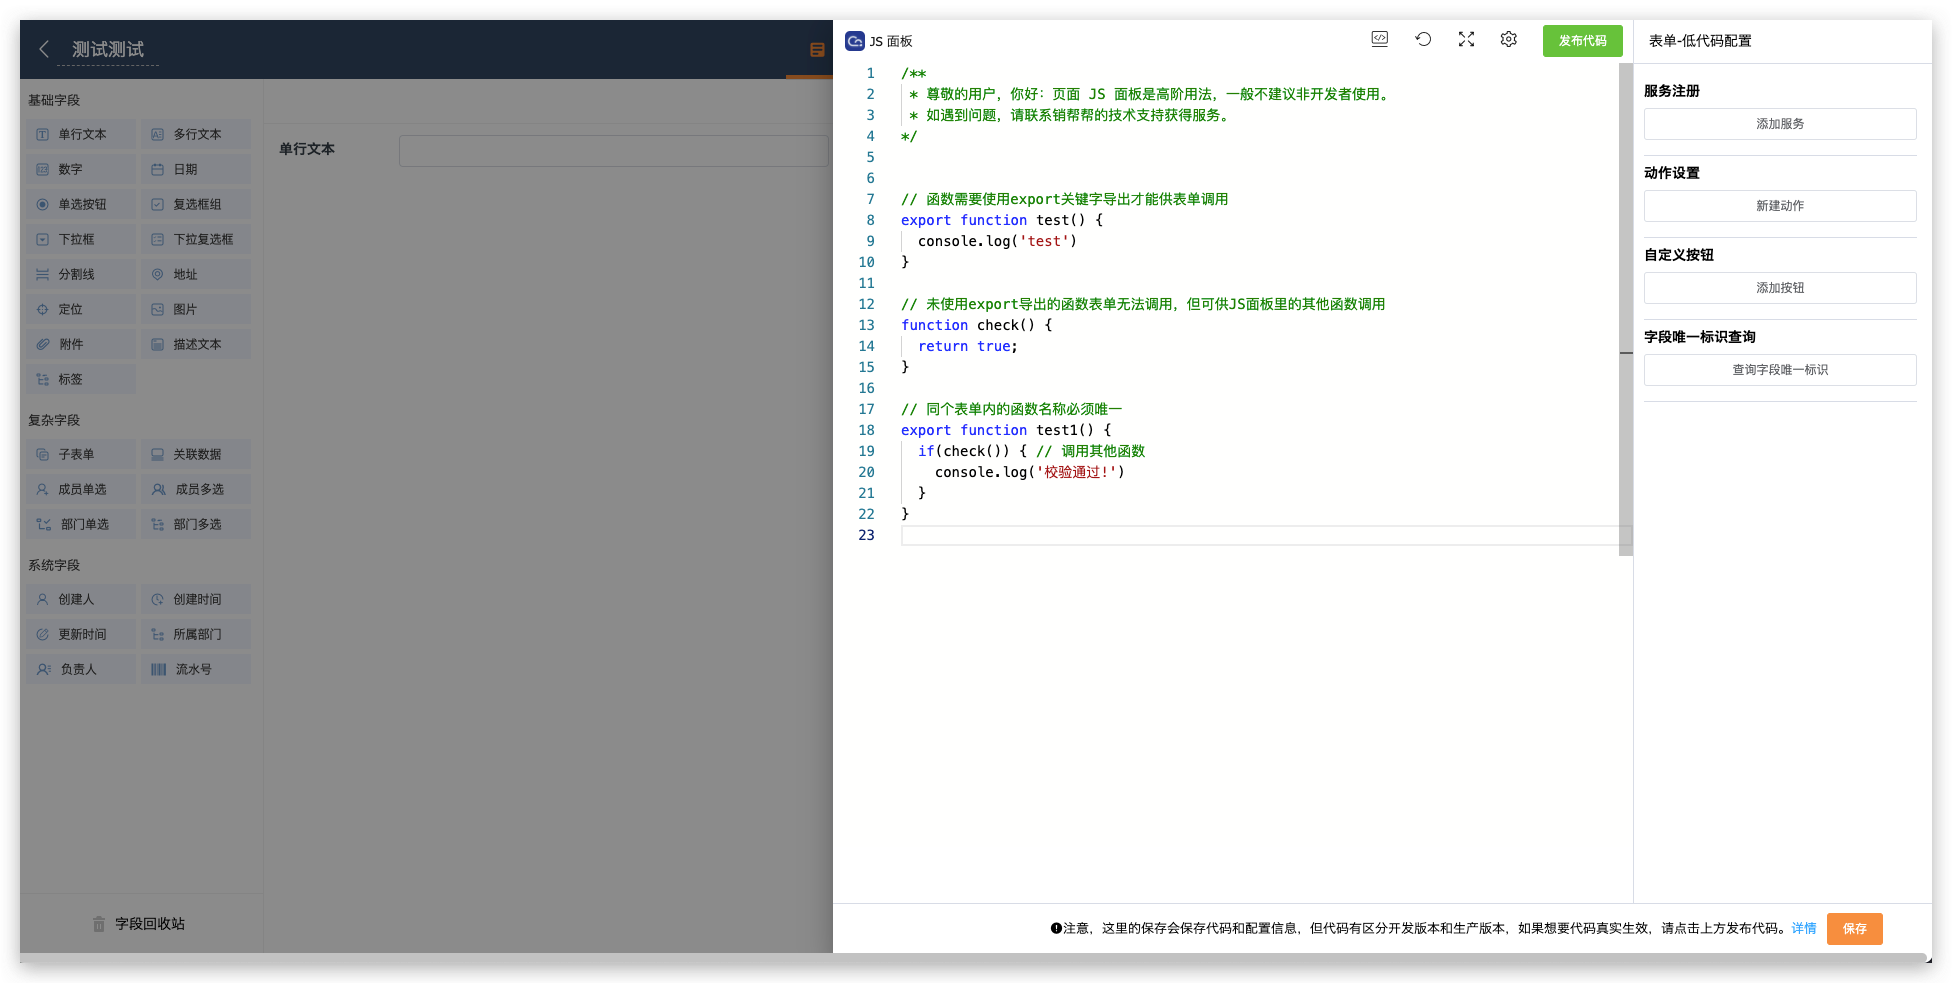 测试测试
基础字段
单行文本
多行文本
数字
日期
单选按钮
复选框组
下拉框
下拉复选框
分割线
地址
定位
图片
附件
描述文本
标签
复杂字段
子表单
关联数据
成员单选
成员多选
部门单选
部门多选
系统字段
创建人
创建时间
更新时间
所属部门
负责人
流水号
字段回收站
单行文本
JS 面板
发布代码
1 /**
2 * 尊敬的用户，你好：页面 JS 面板是高阶用法，一般不建议非开发者使用。
3 * 如遇到问题，请联系销帮帮的技术支持获得服务。
4 */
5
6
7 // 函数需要使用export关键字导出才能供表单调用
8 export function test() {
9 console.log('test')
10 }
11
12 // 未使用export导出的函数表单无法调用，但可供JS面板里的其他函数调用
13 function check() {
14 return true;
15 }
16
17 // 同个表单内的函数名称必须唯一
18 export function test1() {
19 if(check()) { // 调用其他函数
20 console.log('校验通过!')
21 }
22 }
23
表单-低代码配置
服务注册
添加服务
动作设置
新建动作
自定义按钮
添加按钮
字段唯一标识查询
查询字段唯一标识
注意，这里的保存会保存代码和配置信息，但代码有区分开发版本和生产版本，如果想要代码真实生效，请点击上方发布代码。详情
保存